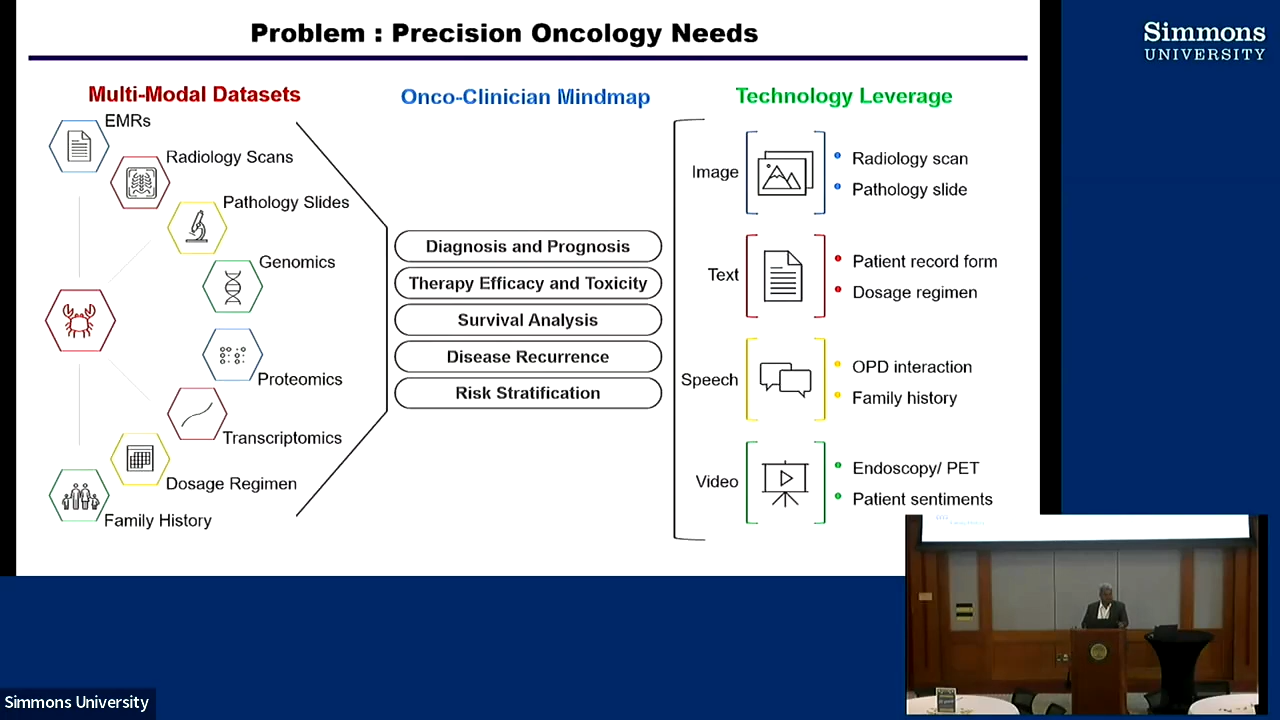 Problem : Precision Oncology Needs
Simmons
UNIVERSITY
Multi-Modal Datasets
EMRs
Radiology Scans
Pathology Slides
Genomics
Proteomics
Transcriptomics
Dosage Regimen
Family History
Onco-Clinician Mindmap
Diagnosis and Prognosis
Therapy Efficacy and Toxicity
Survival Analysis
Disease Recurrence
Risk Stratification
Technology Leverage
Image
Radiology scan
Pathology slide
Text
Patient record form
Dosage regimen
Speech
OPD interaction
Family history
Video
Endoscopy/ PET
Patient sentiments
Simmons University